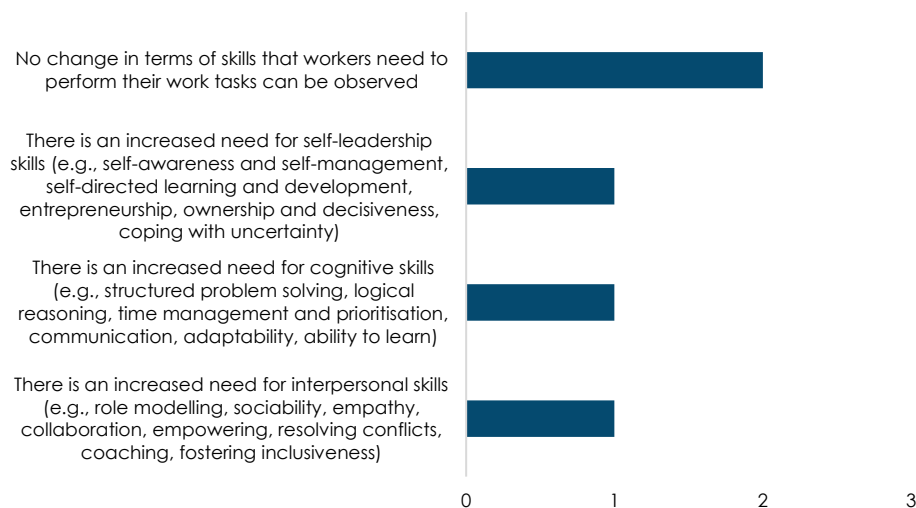 No change in terms of skills that workers need to
perform their work tasks can be observed
There is an increased need for self-leadership
skills (e.g., self-awareness and self-management,
self-directed learning and development,
entrepreneurship, ownership and decisiveness,
coping with uncertainty)
There is an increased need for cognitive skills
(e.g., structured problem solving, logical
reasoning, time management and prioritisation,
communication, adaptability, ability to learn)
There is an increased need for interpersonal skills
(e.g., role modelling, sociability, empathy,
collaboration, empowering, resolving conflicts,
coaching, fostering inclusiveness)
0 1 2 3